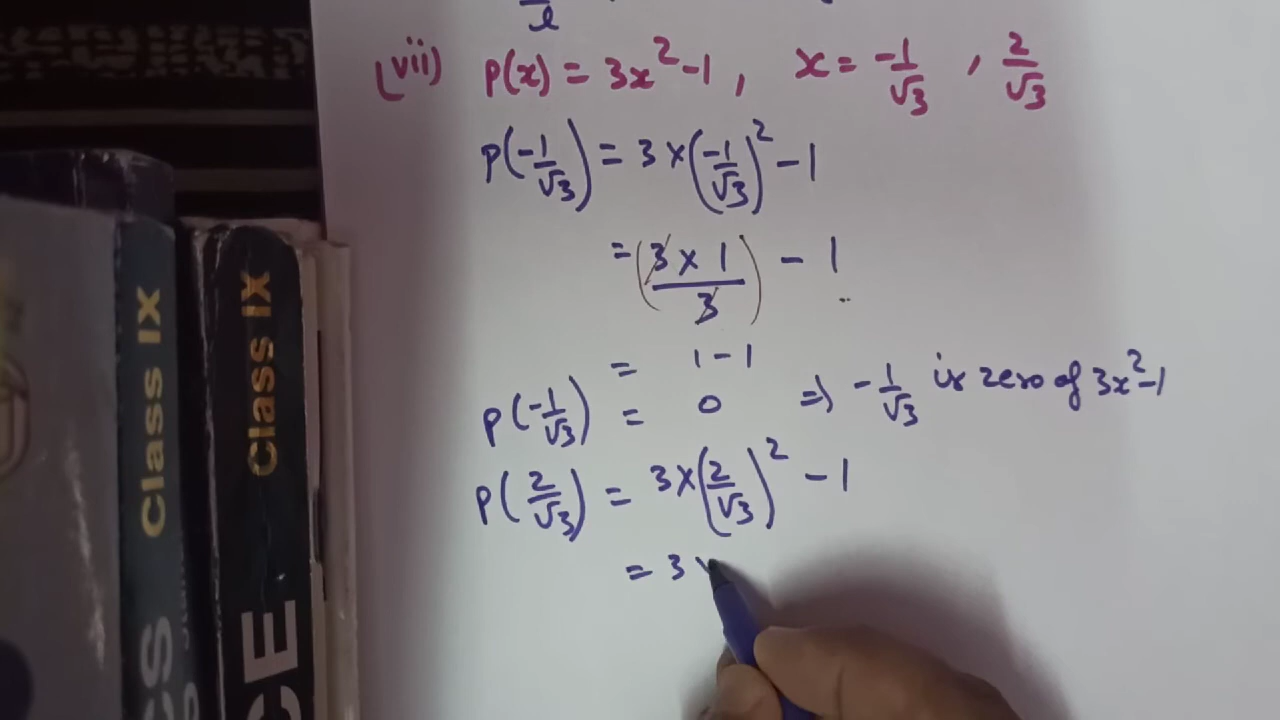 l
(vii) p(x) = 3x² - 1, x = -1/√3, 2/√3
p(-1/√3) = 3 × (-1/√3)² - 1
= (3 × 1 / 3) - 1
= 1 - 1
p(-1/√3) = 0 ⇒ -1/√3 is zero of 3x² - 1
p(2/√3) = 3 × (2/√3)² - 1
= 3 ×
Class IX
Class IX
CS
CE